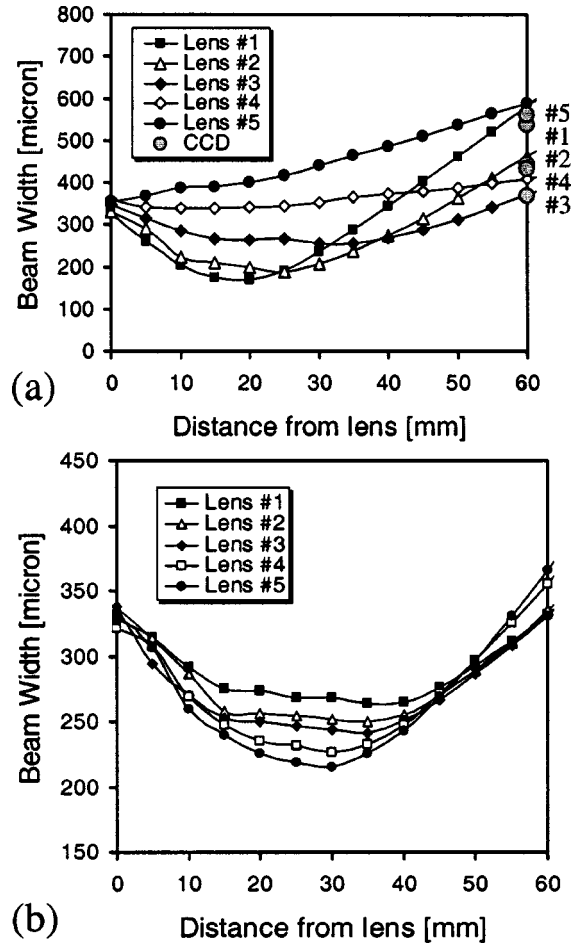 800
700
600
500
400
300
200
100
0
Beam Width [micron]
Lens #1
Lens #2
Lens #3
Lens #4
Lens #5
CCD
#5
#1
#2
#4
#3
0 10 20 30 40 50 60
(a)
Distance from lens [mm]
450
400
350
300
250
200
150
Beam Width [micron]
Lens #1
Lens #2
Lens #3
Lens #4
Lens #5
0 10 20 30 40 50 60
(b)
Distance from lens [mm]